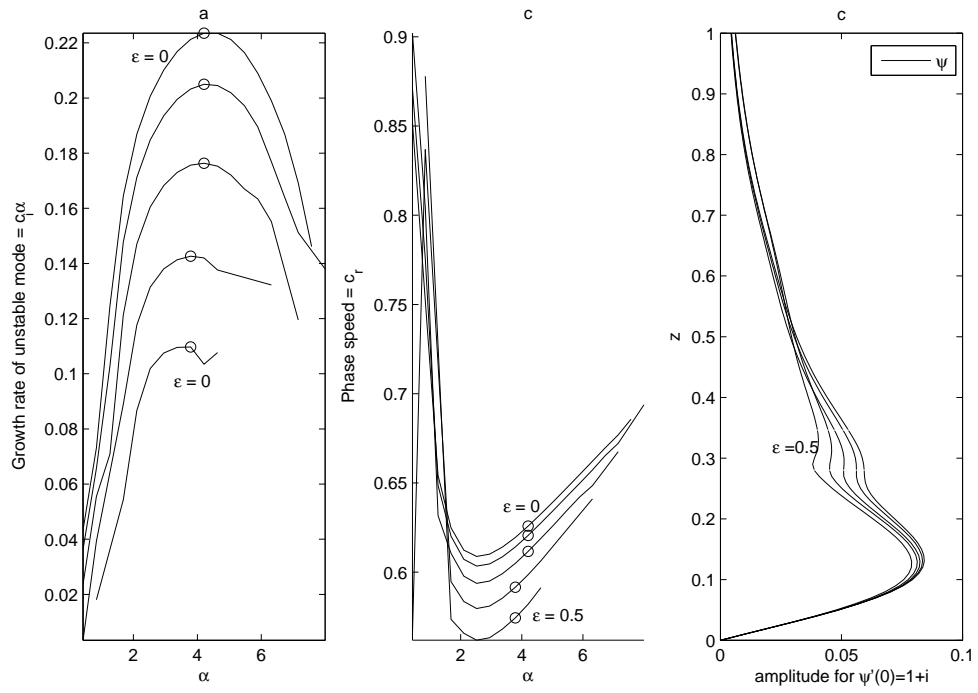 a
Growth rate of unstable mode = c_iα
0.22
0.2
0.18
0.16
0.14
0.12
0.1
0.08
0.06
0.04
0.02
ε = 0
ε = 0
2
4
6
α
c
Phase speed = c_r
0.9
0.85
0.8
0.75
0.7
0.65
0.6
ε = 0
ε = 0.5
2
4
6
8
α
c
z
1
0.9
0.8
0.7
0.6
0.5
0.4
0.3
0.2
0.1
0
ψ
ε =0.5
0
0.05
0.1
amplitude for ψ'(0)=1+i